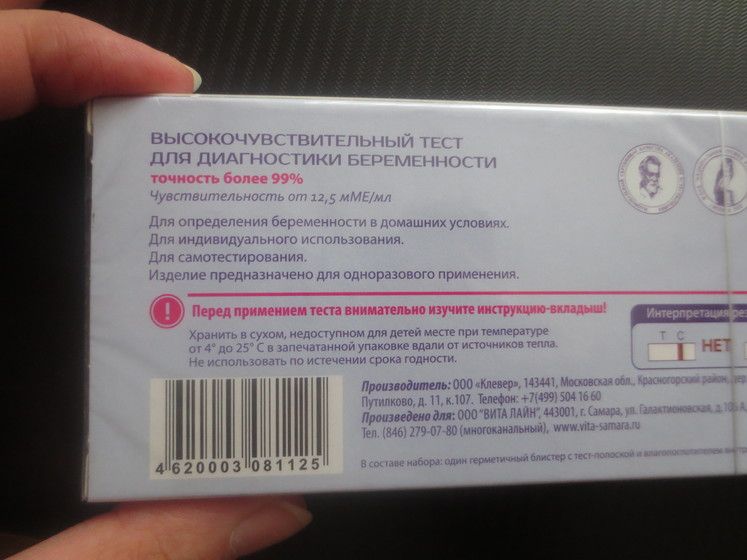 ВЫСОКОЧУВСТВИТЕЛЬНЫЙ ТЕСТ
ДЛЯ ДИАГНОСТИКИ БЕРЕМЕННОСТИ
точность более 99%
Чувствительность от 12,5 мМЕ/мл
Для определения беременности в домашних условиях.
Для индивидуального использования.
Для самотестирования.
Изделие предназначено для одноразового применения.
! Перед примением теста внимательно изучите инструкцию-вкладыш!
Хранить в сухом, недоступном для детей месте при температуре
от 4° до 25° С в запечатанной упаковке вдали от источников тепла.
Не использовать по истечении срока годности.
Интерпретация рез
T C
НЕТ
Производитель: ООО «Клевер», 143441, Московская обл., Красногорский район, дер
Путилково, д. 11, к.107. Телефон: +7(499) 504 16 60
Произведено для: ООО "ВИТА ЛАЙН", 443001, г. Самара, ул. Галактионовская, д.
Тел. (846) 279-07-80 (многоканальный), www.vita-samara.ru
4 620003 081125
В составе набора: один герметичный блистер с тест-полоской и влагопоглотителем